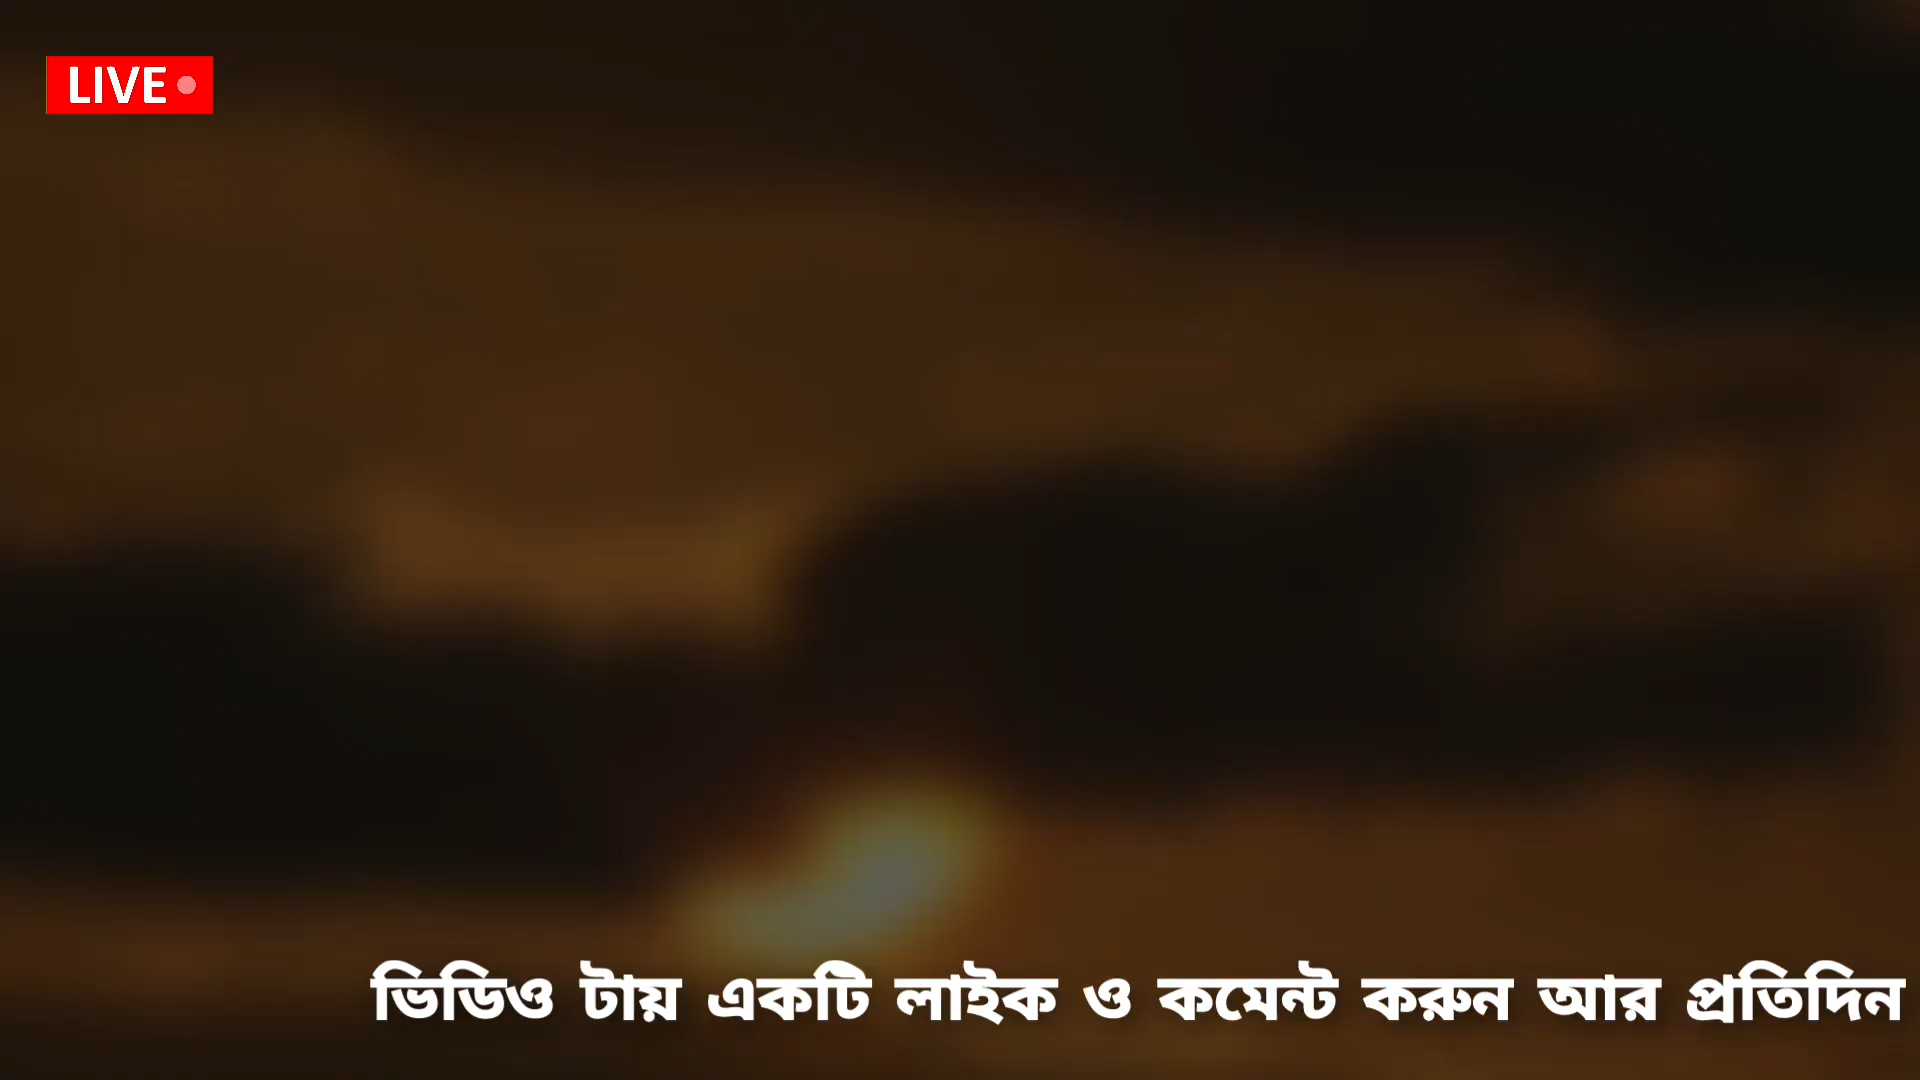 LIVE
ভিডিও টায় একটি লাইক ও কমেন্ট করুন আর প্রতিদিন